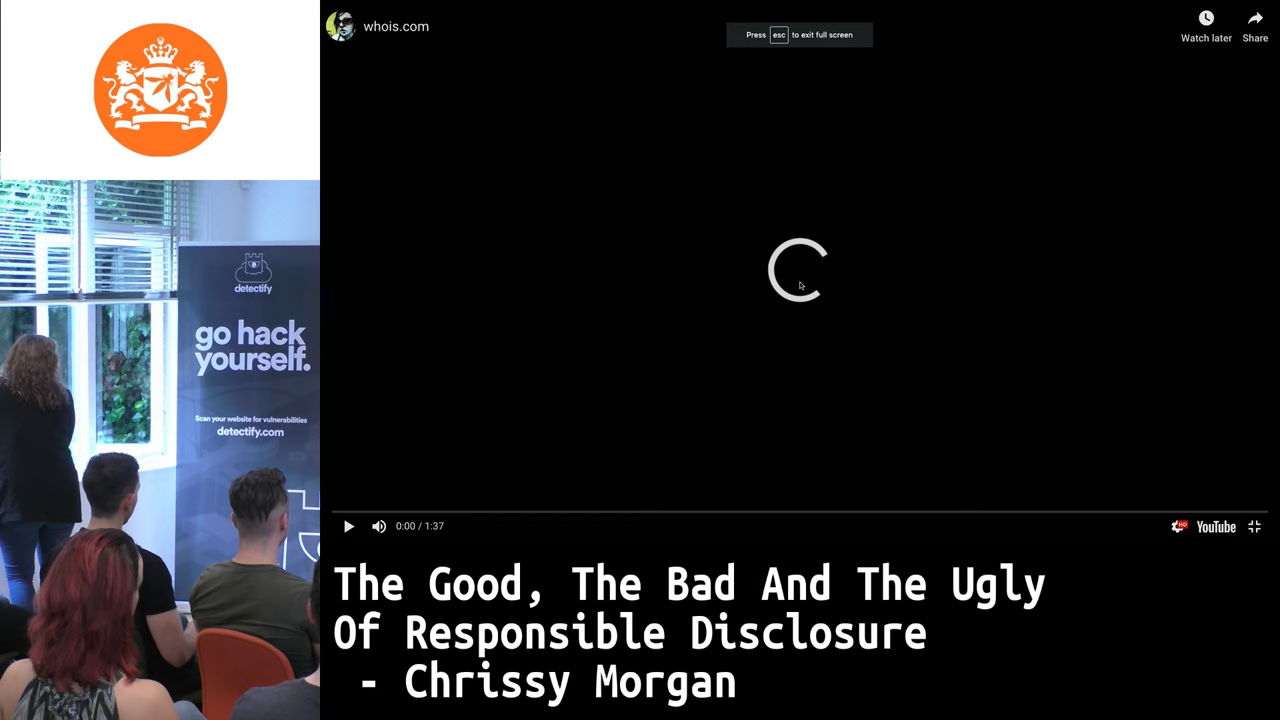 whois.com
Press esc to exit full screen
Watch later
Share
detectify
go hack
yourself.
Scan your website for vulnerabilities
detectify.com
0:00 / 1:37
HD
YouTube
The Good, The Bad And The Ugly
Of Responsible Disclosure
- Chrissy Morgan